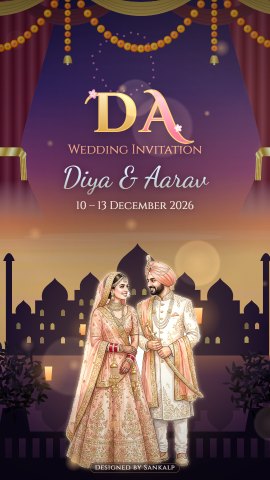 DA
Wedding Invitation
Diya & Aarav
10 – 13 December 2026
Designed by Sankalp